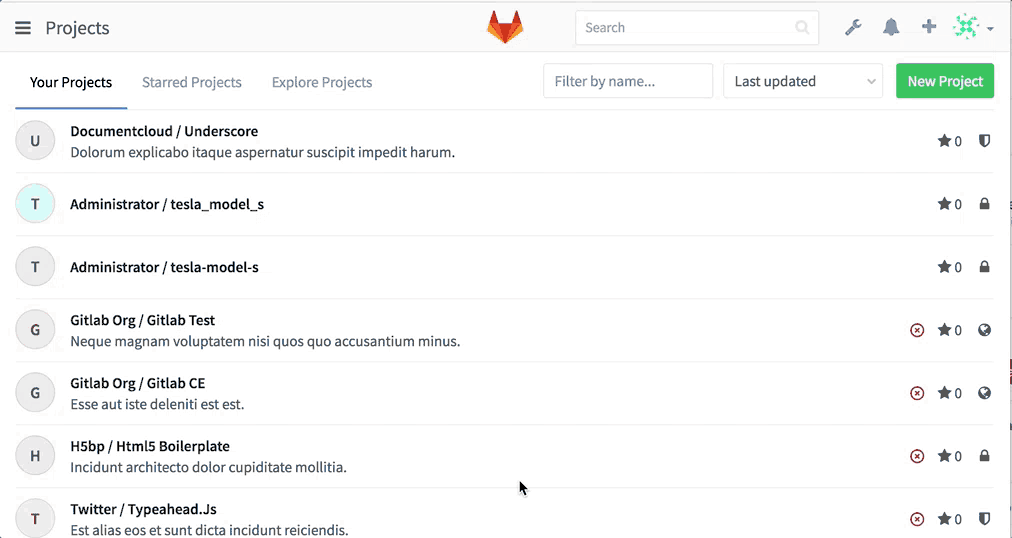 Projects
Search
Your Projects
Starred Projects
Explore Projects
Filter by name...
Last updated
New Project
U
Documentcloud / Underscore
Dolorum explicabo itaque aspernatur suscipit impedit harum.
0
T
Administrator / tesla_model_s
0
T
Administrator / tesla-model-s
0
G
Gitlab Org / Gitlab Test
Neque magnam voluptatem nisi quos quo accusantium minus.
0
G
Gitlab Org / Gitlab CE
Esse aut iste deleniti est est.
0
H
H5bp / Html5 Boilerplate
Incidunt architecto dolor cupiditate mollitia.
0
T
Twitter / Typeahead.Js
Est alias eos et sunt dicta incidunt reiciendis.
0